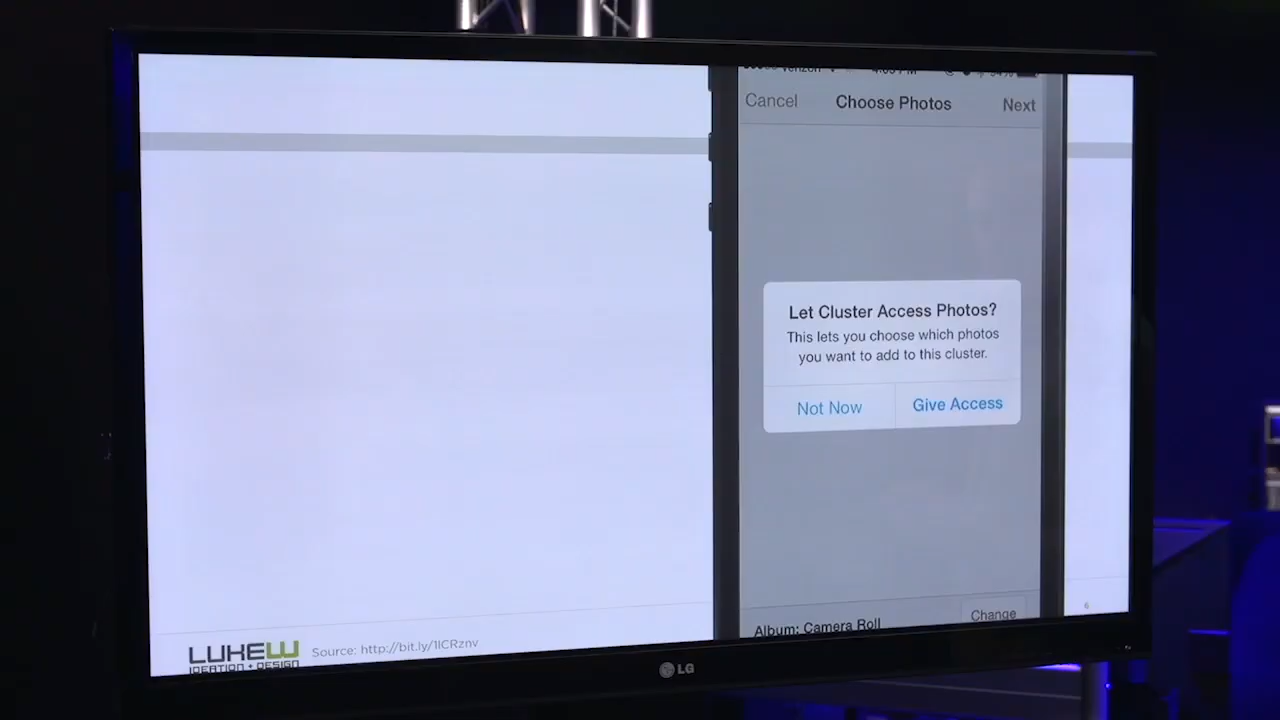 Cancel
Choose Photos
Next
Let Cluster Access Photos?
This lets you choose which photos
you want to add to this cluster.
Not Now
Give Access
Album: Camera Roll
Change
6
LUKEW
IDEATION + DESIGN
Source: http://bit.ly/1lCRznv
LG